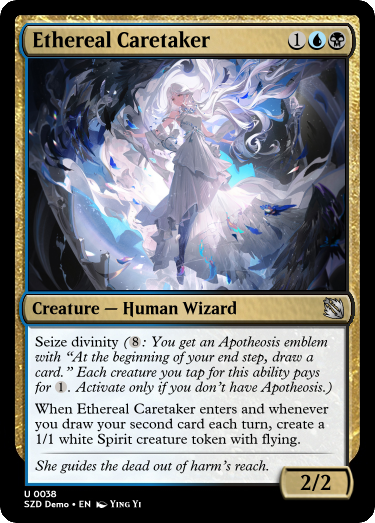 Ethereal Caretaker 1
Creature — Human Wizard
Seize divinity (8: You get an Apotheosis emblem
with “At the beginning of your end step, draw a
card.” Each creature you tap for this ability pays
for 1. Activate only if you don’t have Apotheosis.)
When Ethereal Caretaker enters and whenever
you draw your second card each turn, create a
1/1 white Spirit creature token with flying.
She guides the dead out of harm’s reach.
2/2
U 0038
SZD Demo • EN Ying Yi